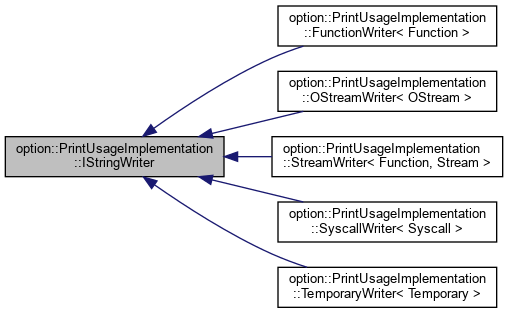 option::PrintUsageImplementation
::FunctionWriter< Function >
option::PrintUsageImplementation
::OStreamWriter< OStream >
option::PrintUsageImplementation
::IStringWriter
option::PrintUsageImplementation
::StreamWriter< Function, Stream >
option::PrintUsageImplementation
::SyscallWriter< Syscall >
option::PrintUsageImplementation
::TemporaryWriter< Temporary >